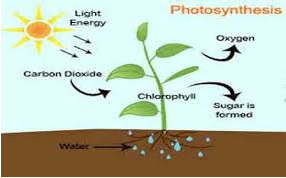 Photosynthesis
Light
Energy
Oxygen
Carbon Dioxide
Chlorophyll
Sugar is
formed
Water